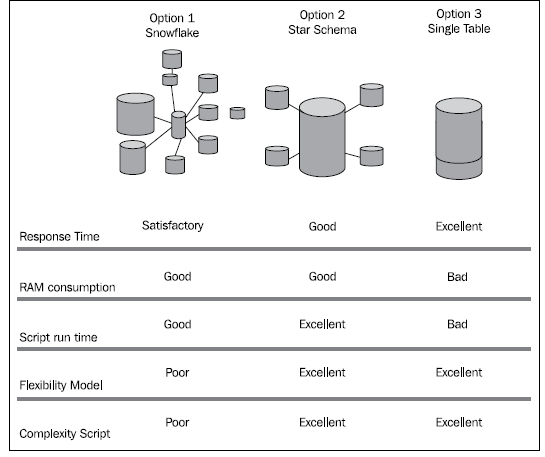 Option 1 Option 2 Option 3
Snowflake Star Schema Single Table
Response Time Satisfactory Good Excellent
RAM consumption Good Good Bad
Script run time Good Excellent Bad
Flexibility Model Poor Excellent Excellent
Complexity Script Poor Excellent Excellent